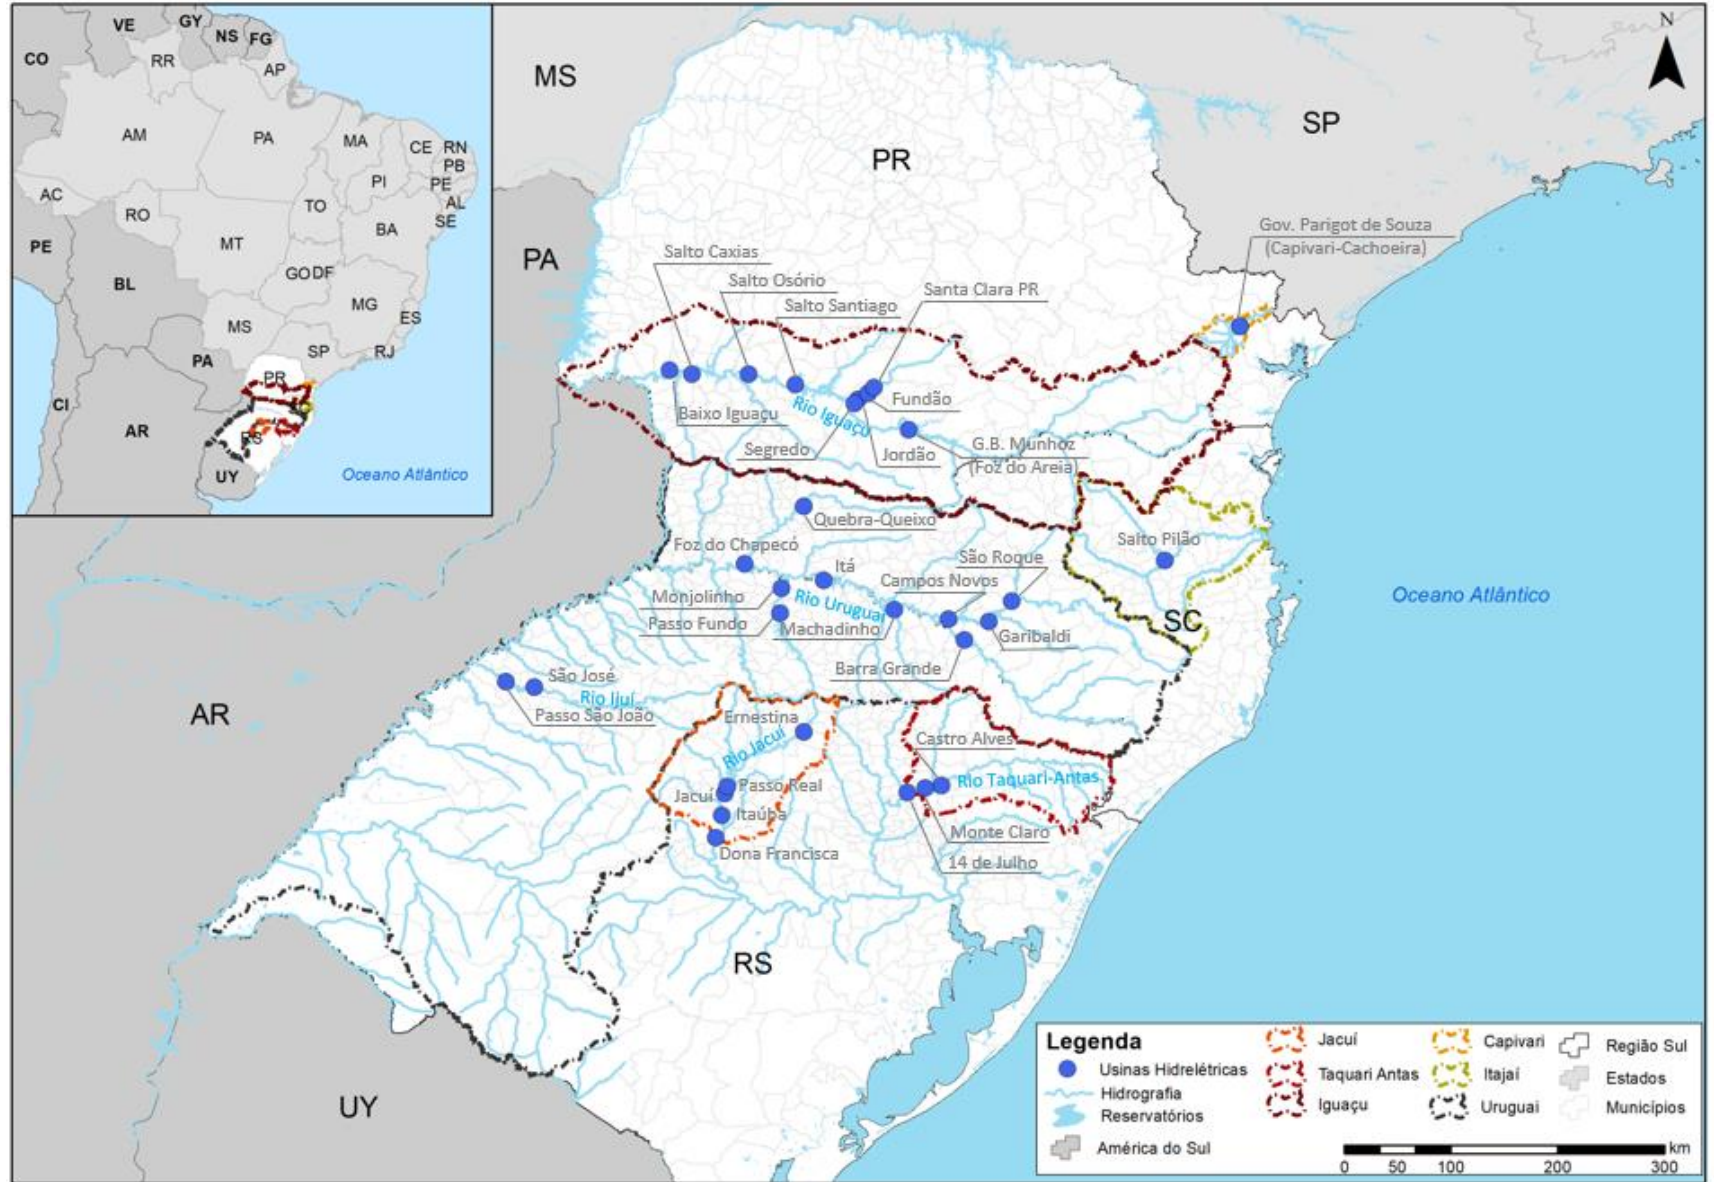 VE
GY
NS
FG
CO
RR
AP
AM
PA
MA
CE
RN
PB
PI
PE
AC
AL
TO
SE
RO
BA
PE
MT
BL
GO
DF
MG
MS
ES
PA
SP
RJ
PR
CI
AR
RS
UY
Oceano Atlântico
N
MS
SP
PR
PA
Gov. Parigot de Souza
(Capivari-Cachoeira)
Salto Caxias
Salto Osório
Santa Clara PR
Salto Santiago
Rio Iguaçu
Fundão
Baixo Iguaçu
Segredo
Jordão
G.B. Munhoz
(Foz do Areia)
Quebra-Queixo
Salto Pilão
Foz do Chapecó
São Roque
Itá
Campos Novos
Monjolinho
Rio Uruguai
Passo Fundo
Machadinho
SC
Garibaldi
Barra Grande
Oceano Atlântico
São José
Rio Ijuí
Passo São João
AR
Ernestina
Rio Jacuí
Castro Alves
Rio Taquari-Antas
Passo Real
Jacuí
Itaúba
Monte Claro
Dona Francisca
14 de Julho
RS
UY
Legenda
Usinas Hidrelétricas
Hidrografia
Reservatórios
América do Sul
Jacuí
Taquari Antas
Iguaçu
Capivari
Itajaí
Uruguai
Região Sul
Estados
Municípios
km
0 50 100 200 300